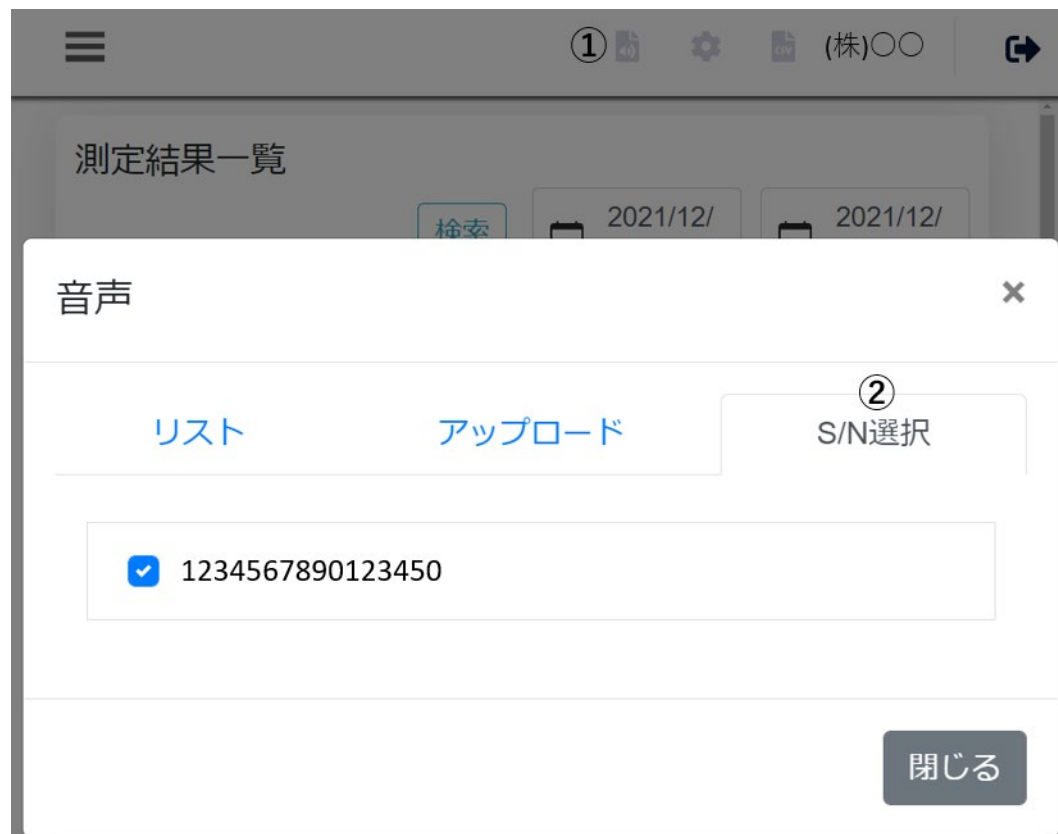 ① (株)〇〇
測定結果一覧
検索 2021/12/ 2021/12/
音声 ×
②
リスト アップロード S/N選択
1234567890123450
閉じる